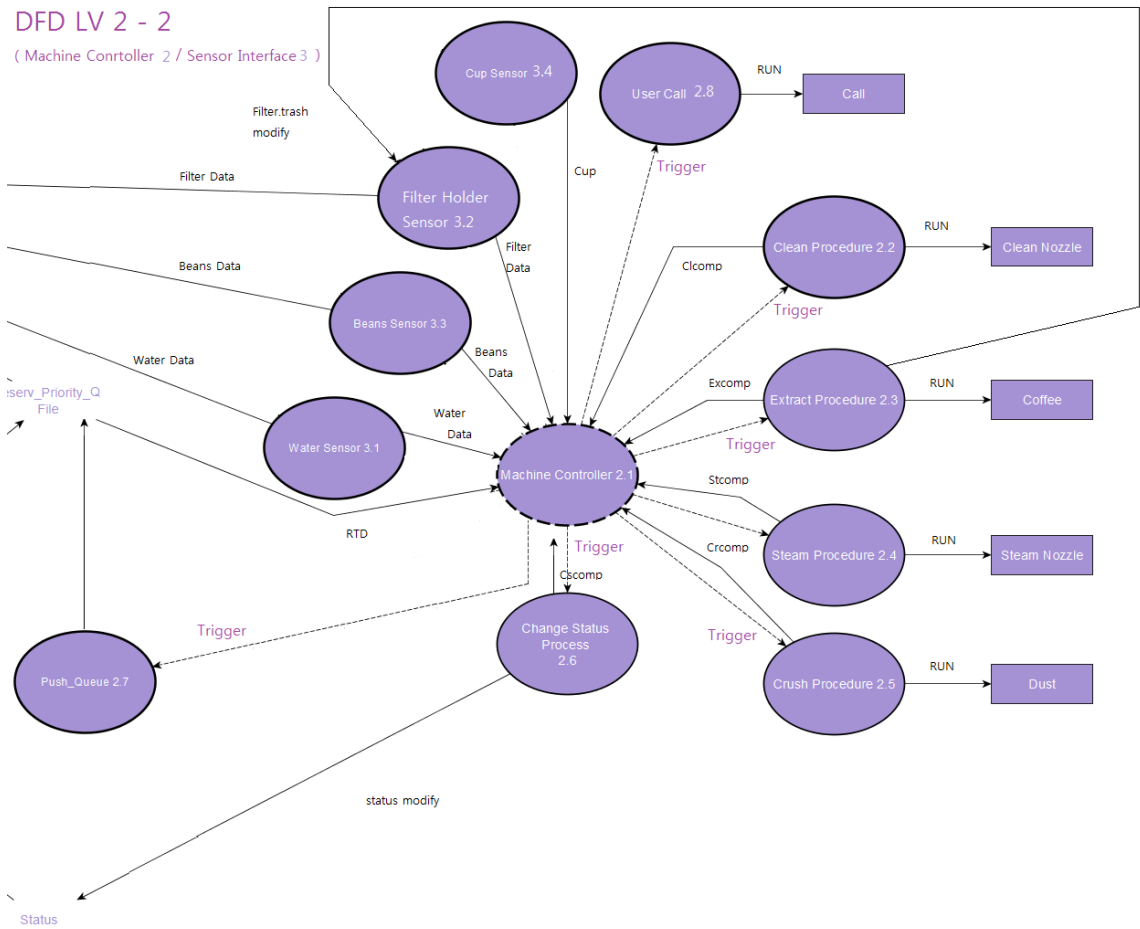 DFD LV 2 - 2
( Machine Conrtoller 2 / Sensor Interface 3 )
Cup Sensor 3.4
User Call 2.8
RUN
Call
Filter.trash
modify
Trigger
Cup
Filter Data
Filter Holder
Sensor 3.2
Filter
Data
Clean Procedure 2.2
RUN
Clean Nozzle
Clcomp
Beans Data
Trigger
Beans Sensor 3.3
Beans
Data
Water Data
eserv_Priority_Q
File
Excomp
Extract Procedure 2.3
RUN
Coffee
Water
Data
Trigger
Water Sensor 3.1
Machine Controller 2.1
Stcomp
RTD
Trigger
Crcomp
Steam Procedure 2.4
RUN
Steam Nozzle
Cscomp
Trigger
Change Status
Process
2.6
Trigger
Push_Queue 2.7
Crush Procedure 2.5
RUN
Dust
status modify
Status